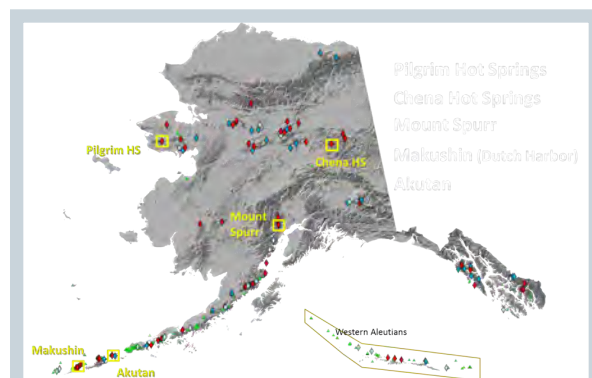 Pilgrim Hot Springs
Chena Hot Springs
Mount Spurr
Makushin (Dutch Harbor)
Akutan
Pilgrim HS
Chena HS
Mount
Spurr
Western Aleutians
Makushin
Akutan